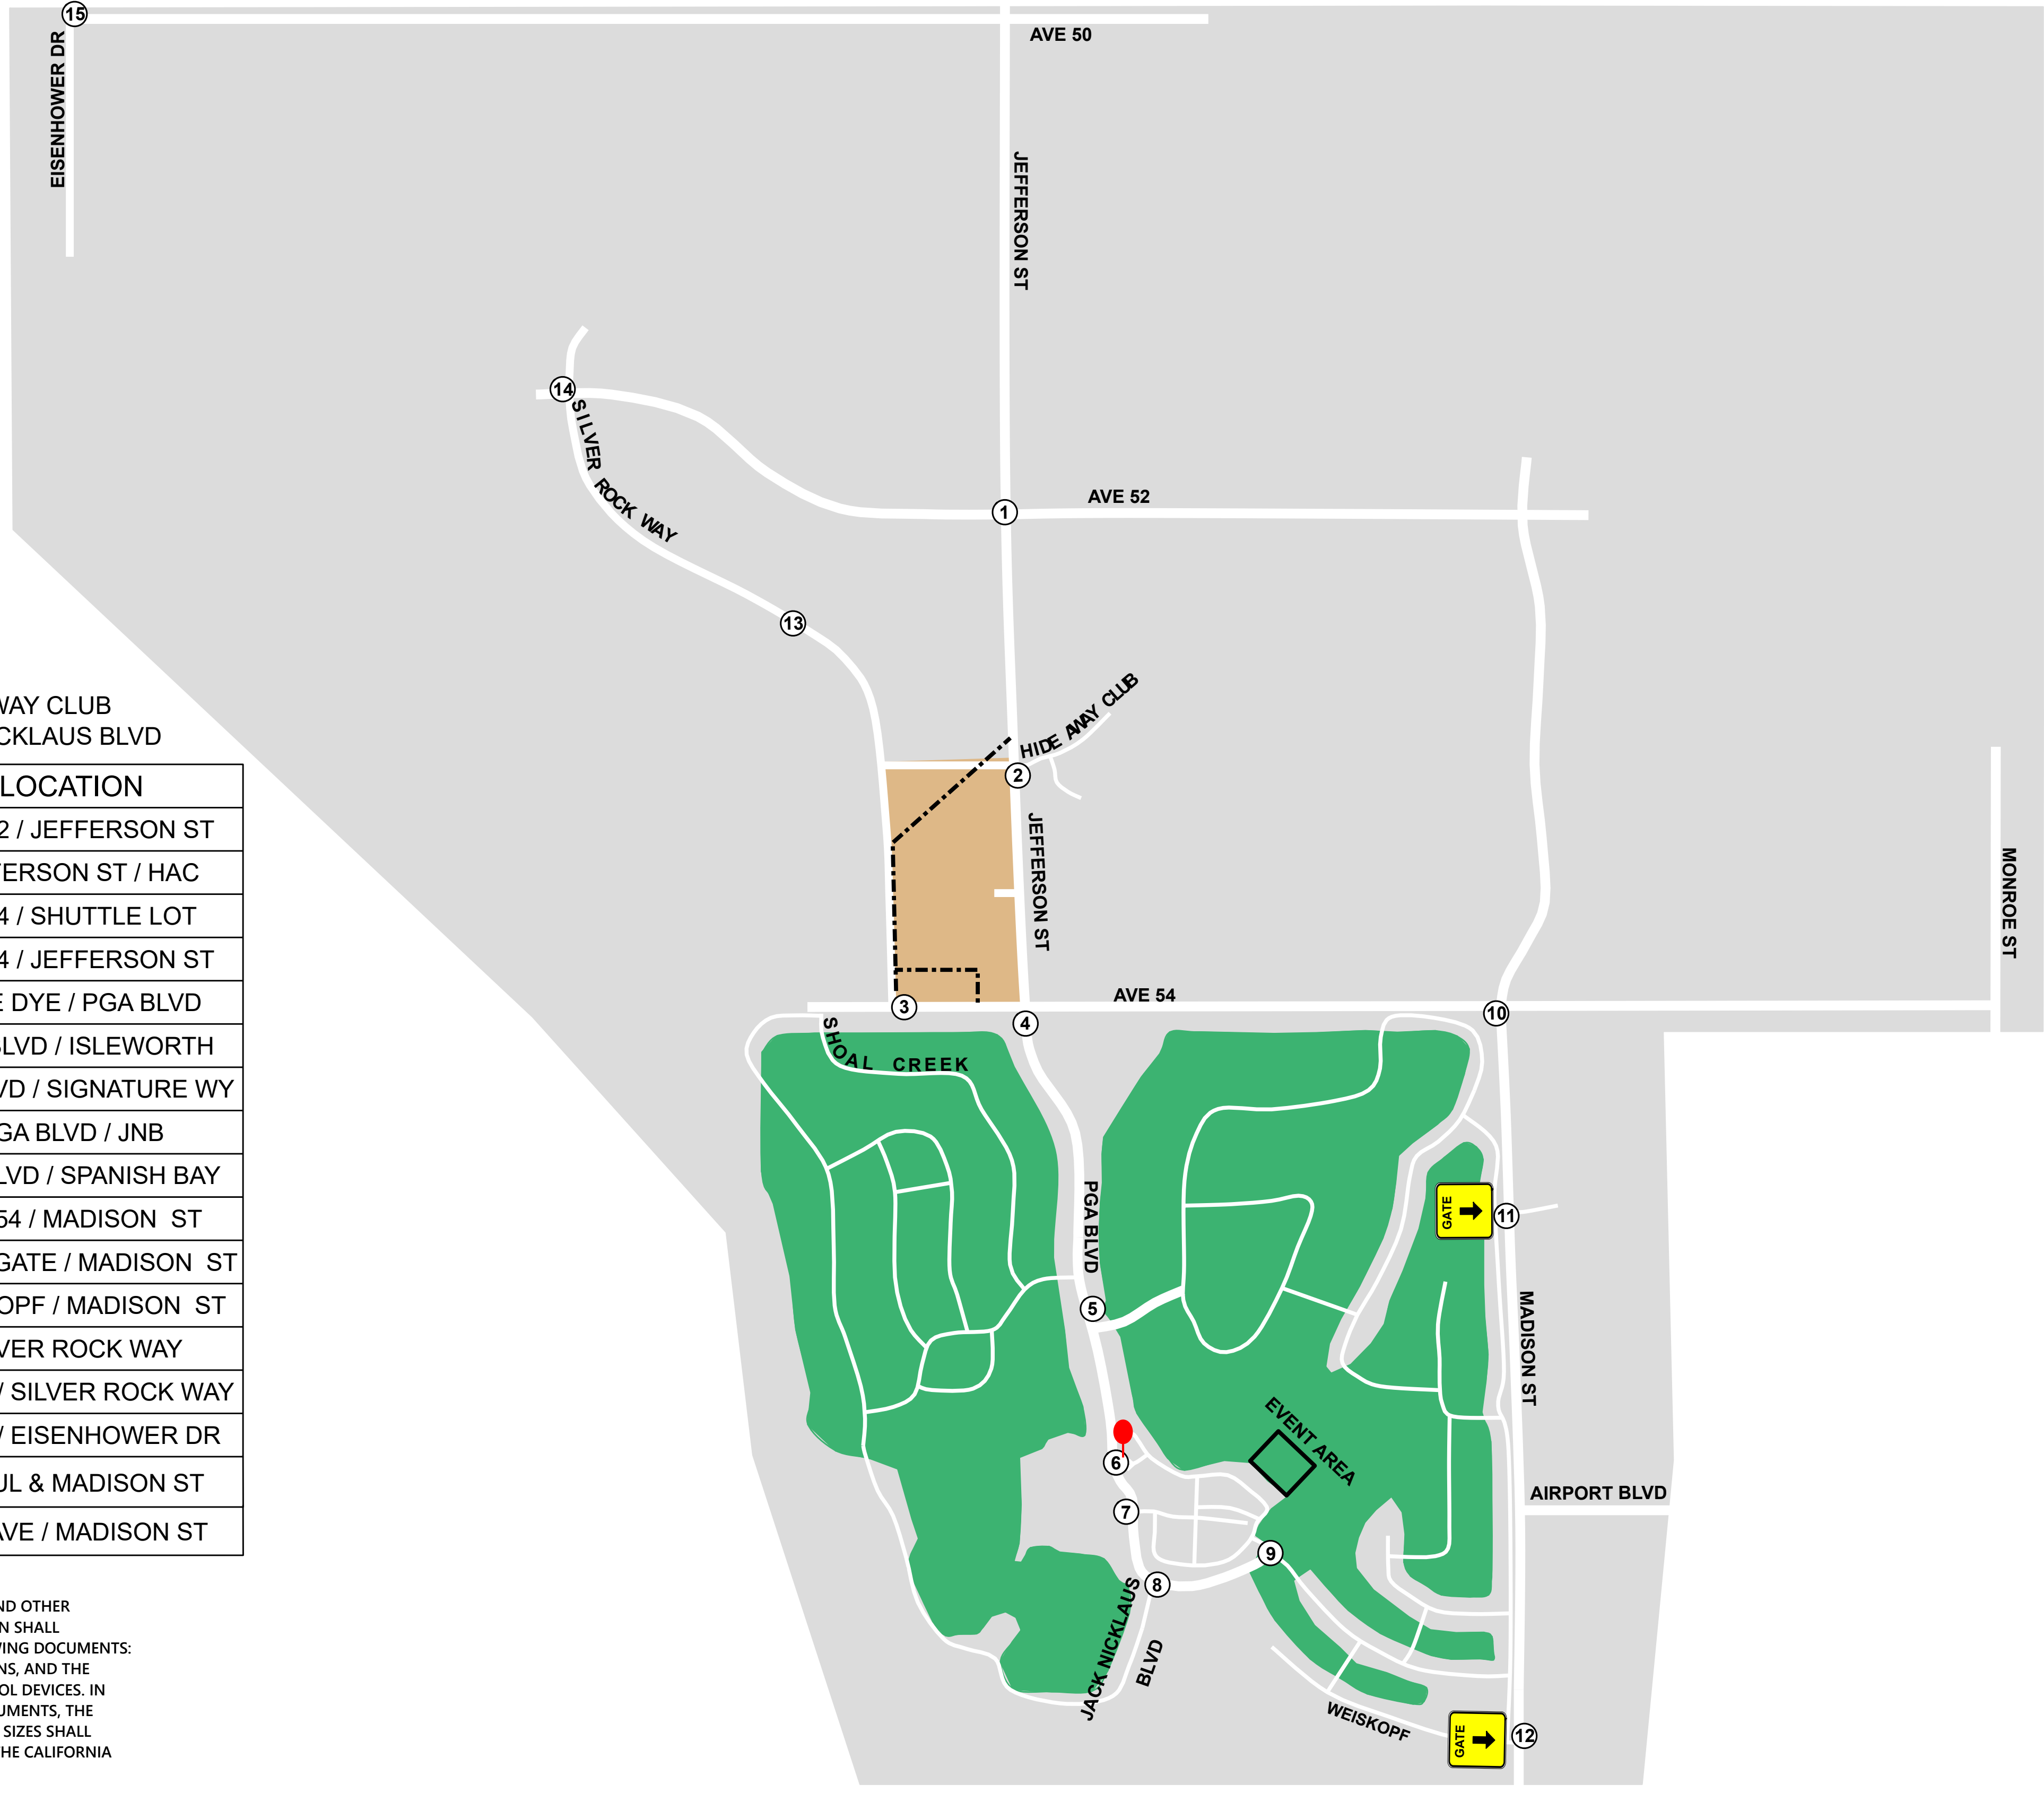 15
AVE 50
EISENHOWER DR
JEFFERSON ST
14
SILVER ROCK WAY
AVE 52
1
13
HIDE AWAY CLUB
2
JEFFERSON ST
MONROE ST
AVE 54
3
4
10
SHOAL CREEK
PGA BLVD
GATE
11
5
MADISON ST
EVENT AREA
6
7
AIRPORT BLVD
9
8
JACK NICKLAUS
BLVD
WEISKOPF
GATE
12
WAY CLUB
CKLAUS BLVD
LOCATION
2 / JEFFERSON ST
FERSON ST / HAC
4 / SHUTTLE LOT
4 / JEFFERSON ST
E DYE / PGA BLVD
BLVD / ISLEWORTH
VD / SIGNATURE WY
GA BLVD / JNB
LVD / SPANISH BAY
54 / MADISON ST
GATE / MADISON ST
OPF / MADISON ST
VER ROCK WAY
/ SILVER ROCK WAY
/ EISENHOWER DR
UL & MADISON ST
AVE / MADISON ST
ND OTHER
N SHALL
WING DOCUMENTS:
NS, AND THE
OL DEVICES. IN
UMENTS, THE
SIZES SHALL
THE CALIFORNIA